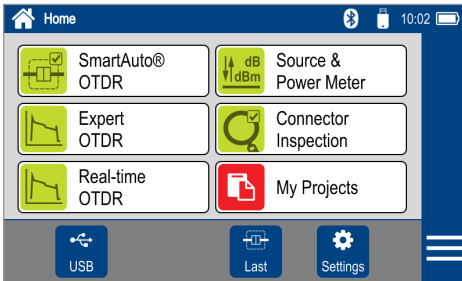 Home
10:02
SmartAuto®
OTDR
dB
dBm
Source &
Power Meter
Expert
OTDR
Connector
Inspection
Real-time
OTDR
My Projects
USB
Last
Settings